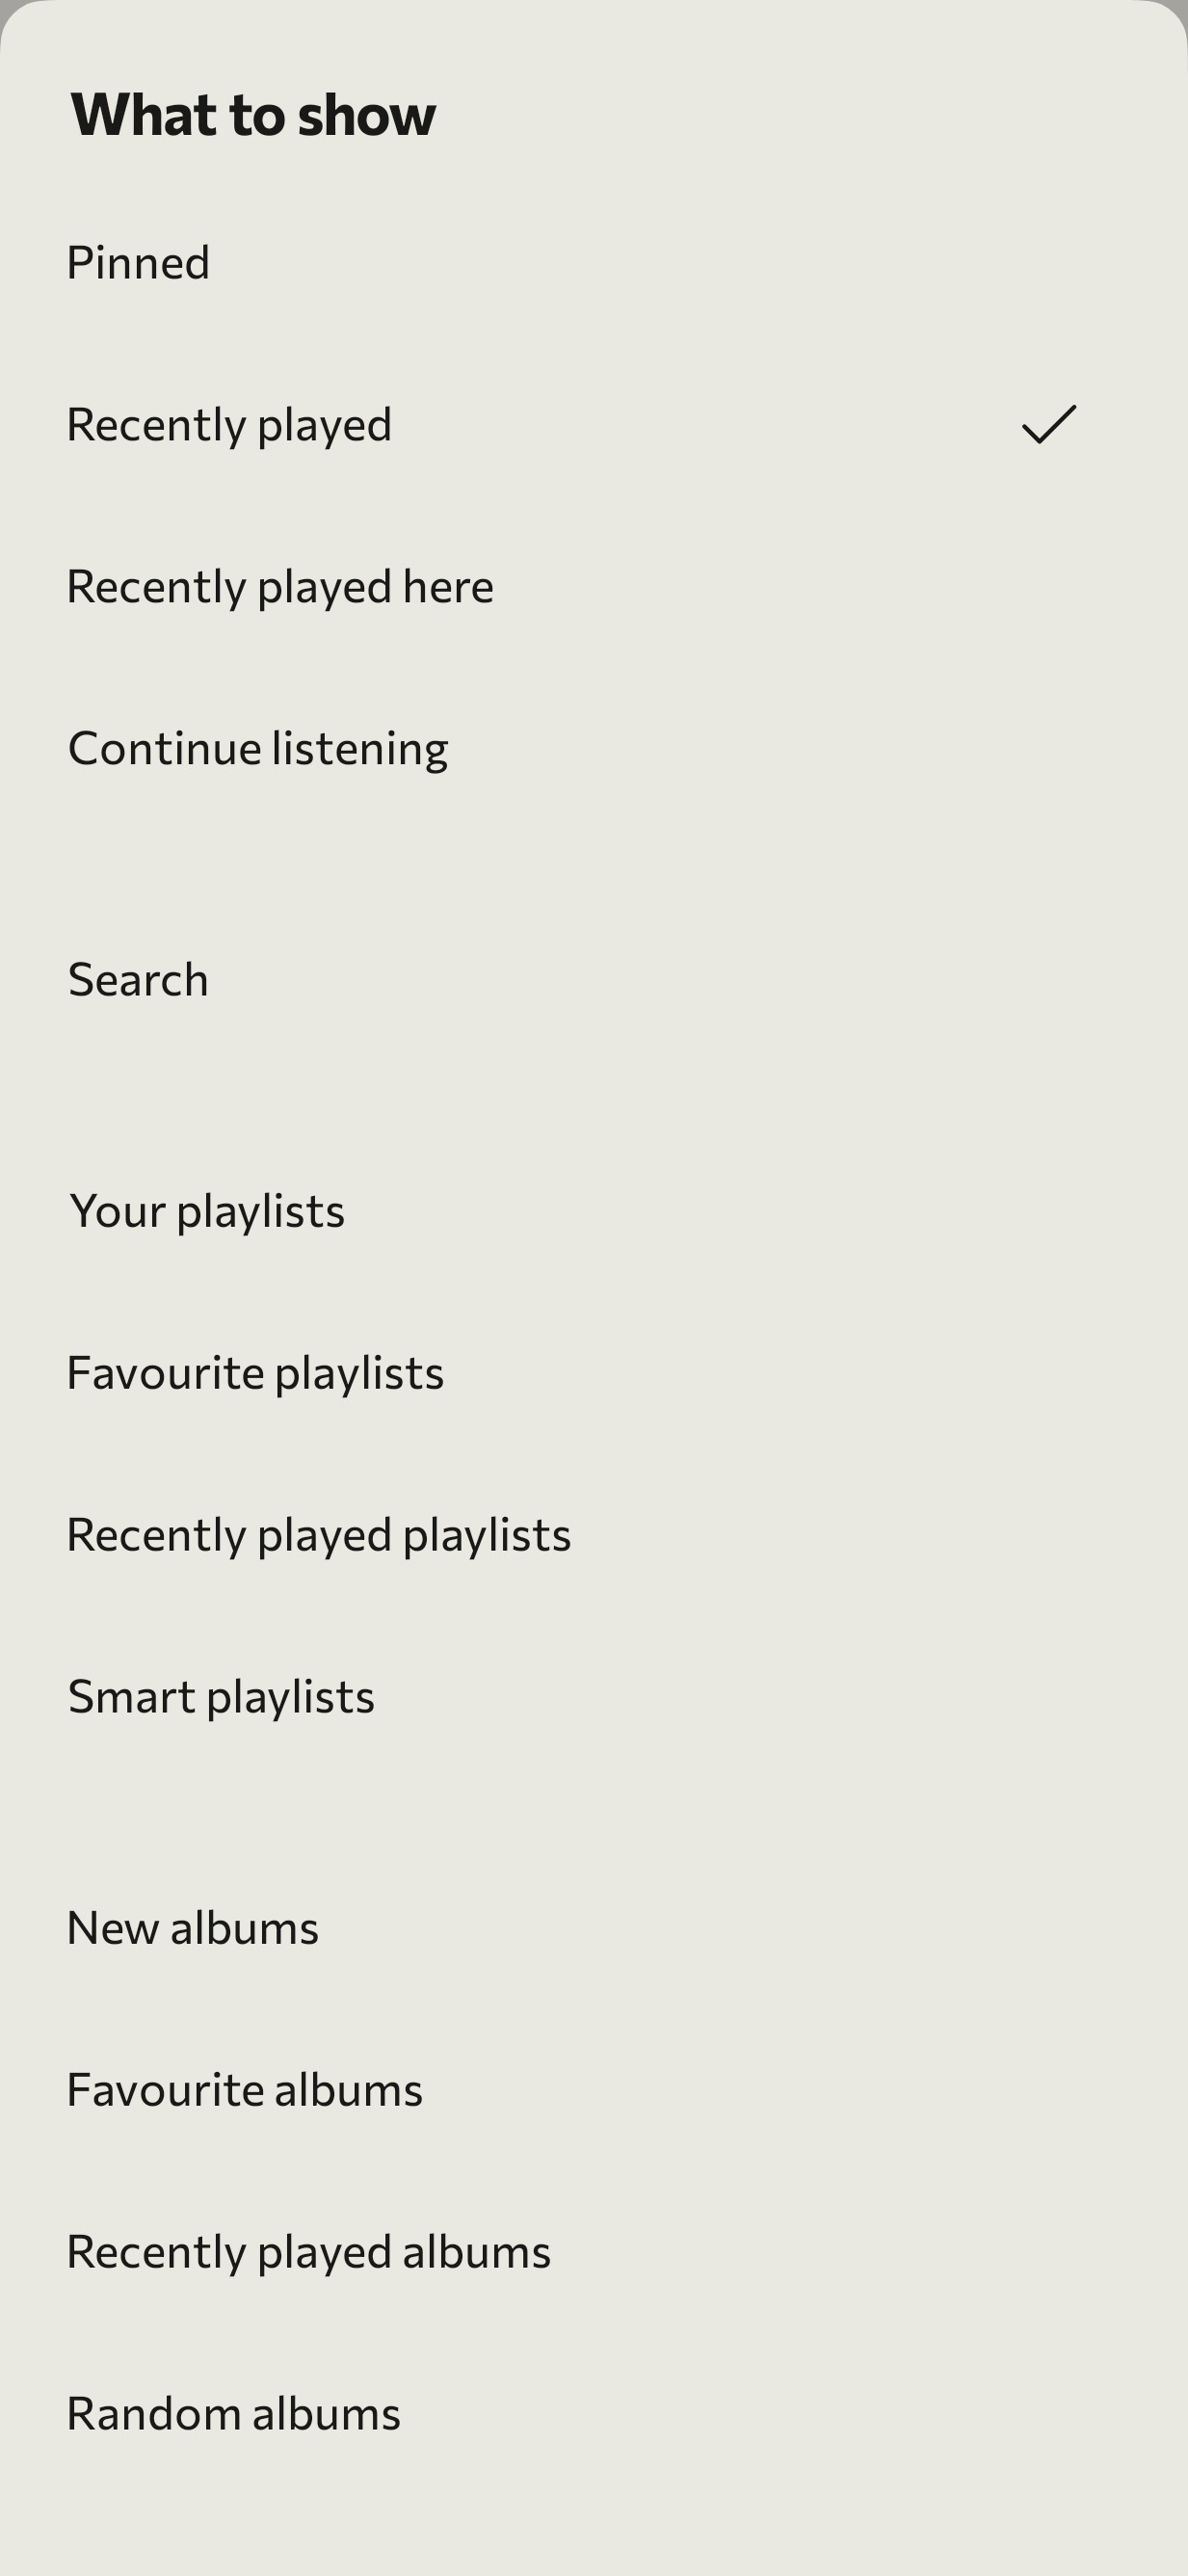 What to show
Pinned
Recently played
Recently played here
Continue listening
Search
Your playlists
Favourite playlists
Recently played playlists
Smart playlists
New albums
Favourite albums
Recently played albums
Random albums